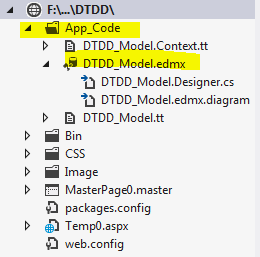 F:\...\DTDD\
App_Code
DTDD_Model.Context.tt
DTDD_Model.edmx
DTDD_Model.Designer.cs
DTDD_Model.edmx.diagram
DTDD_Model.tt
Bin
CSS
Image
MasterPage0.master
packages.config
Temp0.aspx
web.config